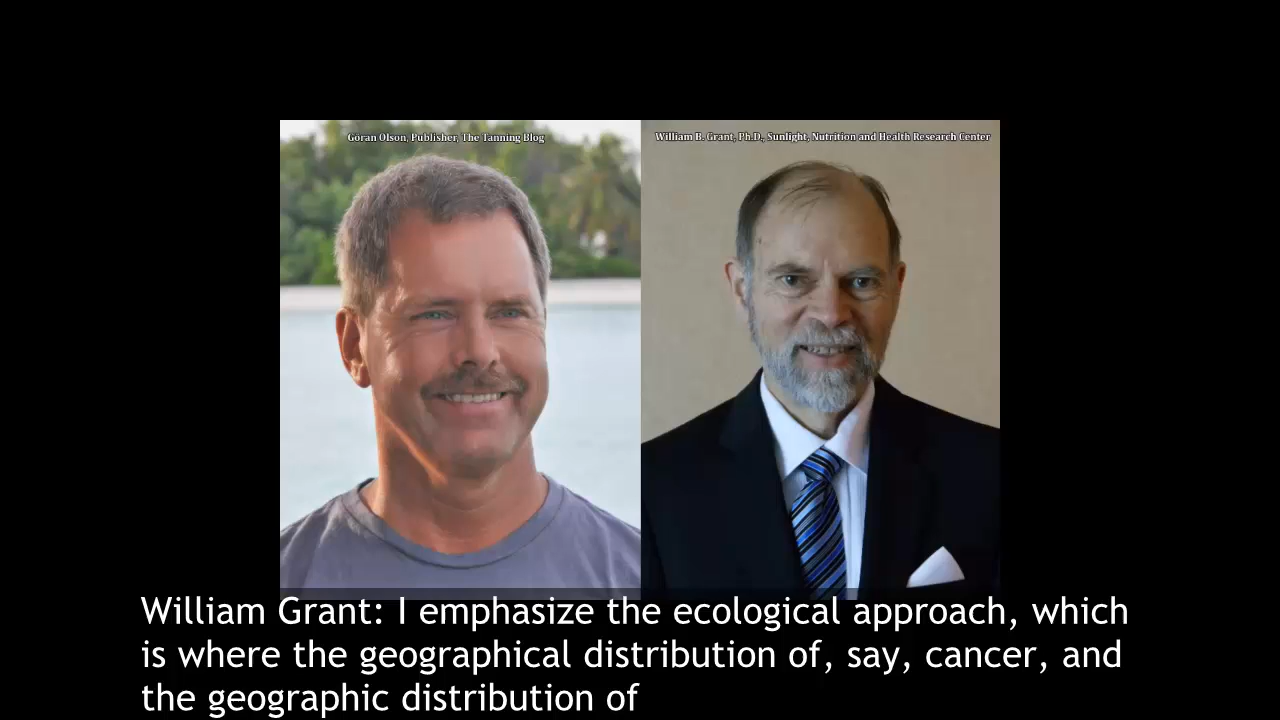 Göran Olson, Publisher, The Tanning Blog
William B. Grant, Ph.D., Sunlight, Nutrition and Health Research Center
William Grant: I emphasize the ecological approach, which
is where the geographical distribution of, say, cancer, and
the geographic distribution of